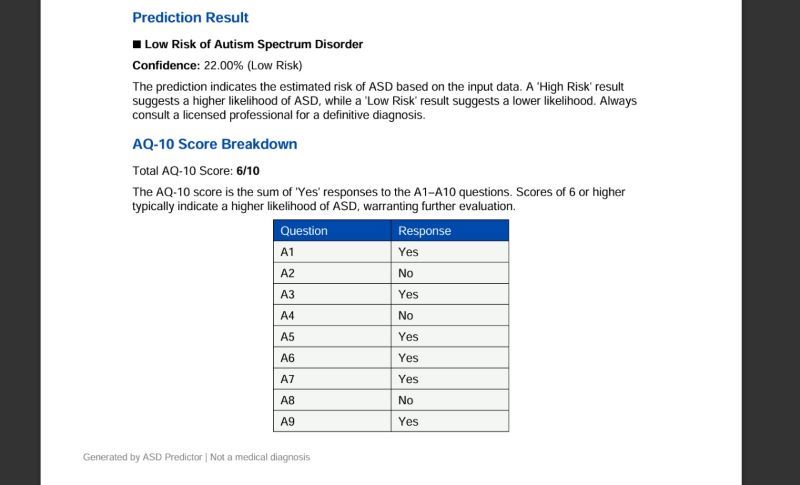 Prediction Result
■ Low Risk of Autism Spectrum Disorder
Confidence: 22.00% (Low Risk)
The prediction indicates the estimated risk of ASD based on the input data. A 'High Risk' result
suggests a higher likelihood of ASD, while a 'Low Risk' result suggests a lower likelihood. Always
consult a licensed professional for a definitive diagnosis.
AQ-10 Score Breakdown
Total AQ-10 Score: 6/10
The AQ-10 score is the sum of 'Yes' responses to the A1–A10 questions. Scores of 6 or higher
typically indicate a higher likelihood of ASD, warranting further evaluation.
Question Response
A1 Yes
A2 No
A3 Yes
A4 No
A5 Yes
A6 Yes
A7 Yes
A8 No
A9 Yes
Generated by ASD Predictor | Not a medical diagnosis